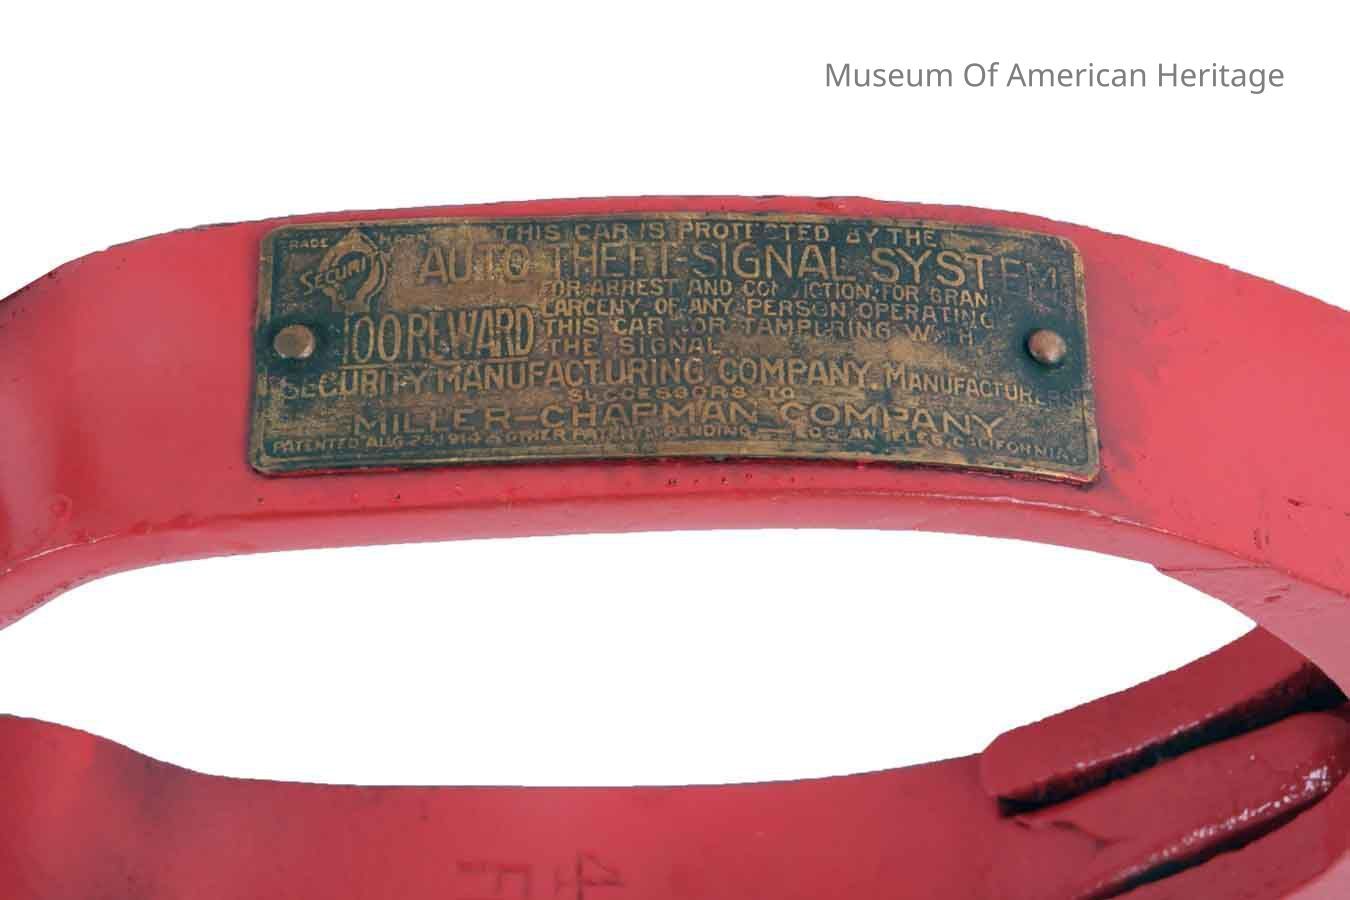 Museum Of American Heritage
TRADE MARK
THIS CAR IS PROTECTED BY THE
AUTO-THEFT-SIGNAL SYSTEM
FOR ARREST AND CONVICTION FOR GRAND
LARCENY OF ANY PERSON OPERATING
100 REWARD THIS CAR OR TAMPERING WITH
THE SIGNAL
SECURITY MANUFACTURING COMPANY. MANUFACTURERS
SUCCESSORS TO
MILLER-CHAPMAN COMPANY
PATENTED AUG. 25, 1914 & OTHER PATENTS PENDING — LOS ANGELES, CALIFORNIA.